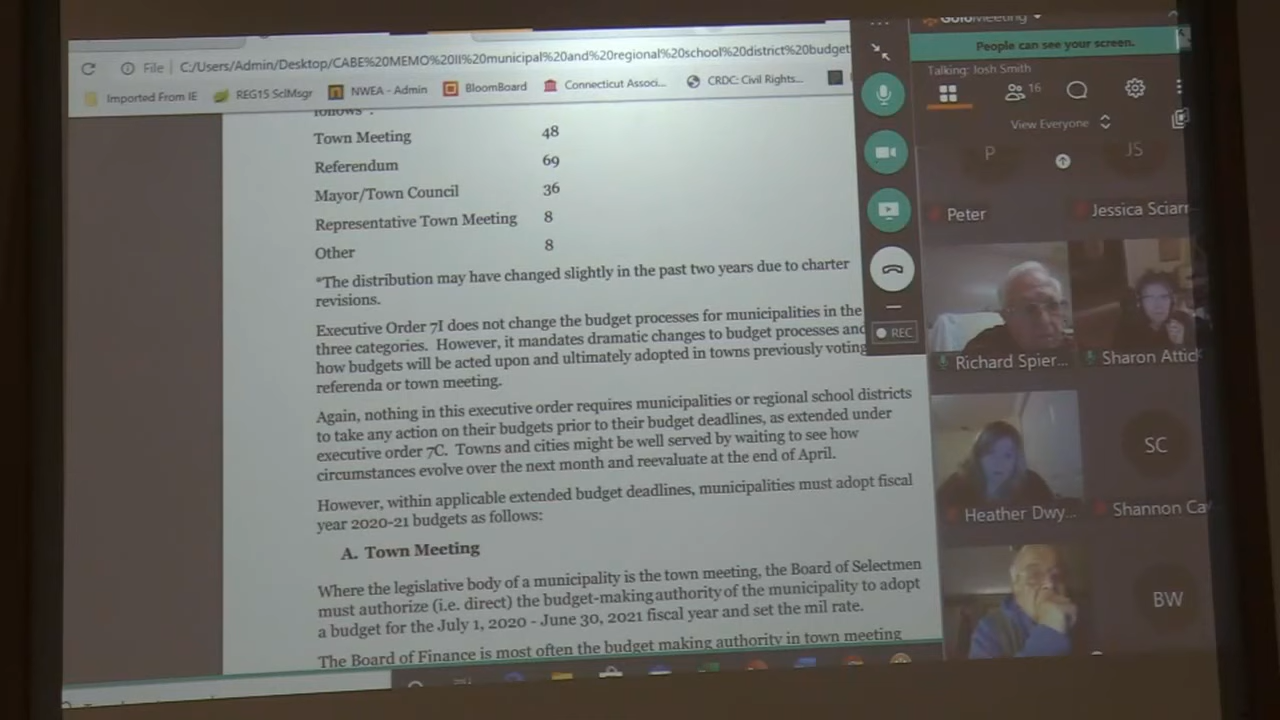 GoToMeeting
People can see your screen.
File | C:/Users/Admin/Desktop/CABE%20MEMO%20II%20municipal%20and%20regional%20school%20district%20budget
Talking: Josh Smith
Imported From IE
REG15 SclMsgr
NWEA - Admin
BloomBoard
Connecticut Associ...
CRDC: Civil Rights...
16
View Everyone
follows".
Town Meeting 48
Referendum 69
Mayor/Town Council 36
Representative Town Meeting 8
Other 8
*The distribution may have changed slightly in the past two years due to charter
revisions.
Executive Order 7I does not change the budget processes for municipalities in the
three categories. However, it mandates dramatic changes to budget processes and
how budgets will be acted upon and ultimately adopted in towns previously voting
referenda or town meeting.
Again, nothing in this executive order requires municipalities or regional school districts
to take any action on their budgets prior to their budget deadlines, as extended under
executive order 7C. Towns and cities might be well served by waiting to see how
circumstances evolve over the next month and reevaluate at the end of April.
However, within applicable extended budget deadlines, municipalities must adopt fiscal
year 2020-21 budgets as follows:
A. Town Meeting
Where the legislative body of a municipality is the town meeting, the Board of Selectmen
must authorize (i.e. direct) the budget-making authority of the municipality to adopt
a budget for the July 1, 2020 - June 30, 2021 fiscal year and set the mil rate.
The Board of Finance is most often the budget making authority in town meeting
REC
P
JS
Peter
Jessica Sciarr
Richard Spier...
Sharon Attick
SC
Heather Dwy...
Shannon Ca
BW